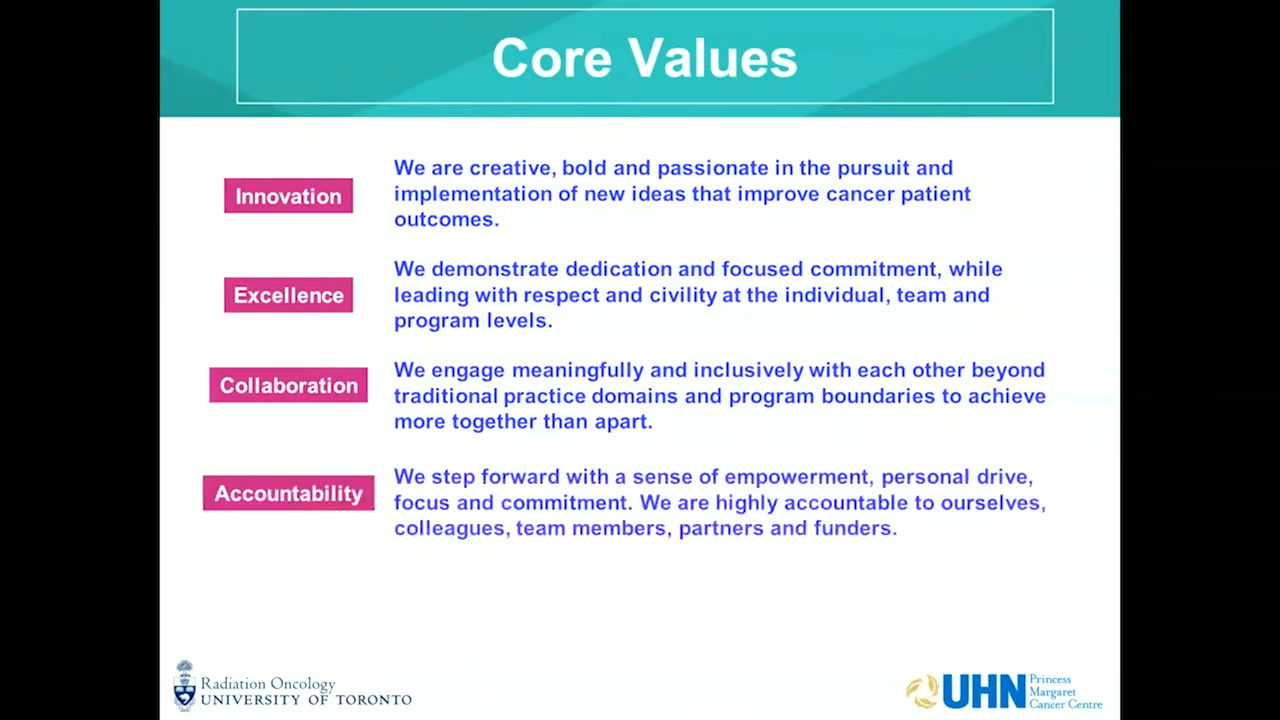 Core Values
Innovation
We are creative, bold and passionate in the pursuit and
implementation of new ideas that improve cancer patient
outcomes.
Excellence
We demonstrate dedication and focused commitment, while
leading with respect and civility at the individual, team and
program levels.
Collaboration
We engage meaningfully and inclusively with each other beyond
traditional practice domains and program boundaries to achieve
more together than apart.
Accountability
We step forward with a sense of empowerment, personal drive,
focus and commitment. We are highly accountable to ourselves,
colleagues, team members, partners and funders.
Radiation Oncology
UNIVERSITY OF TORONTO
UHN
Princess
Margaret
Cancer Centre